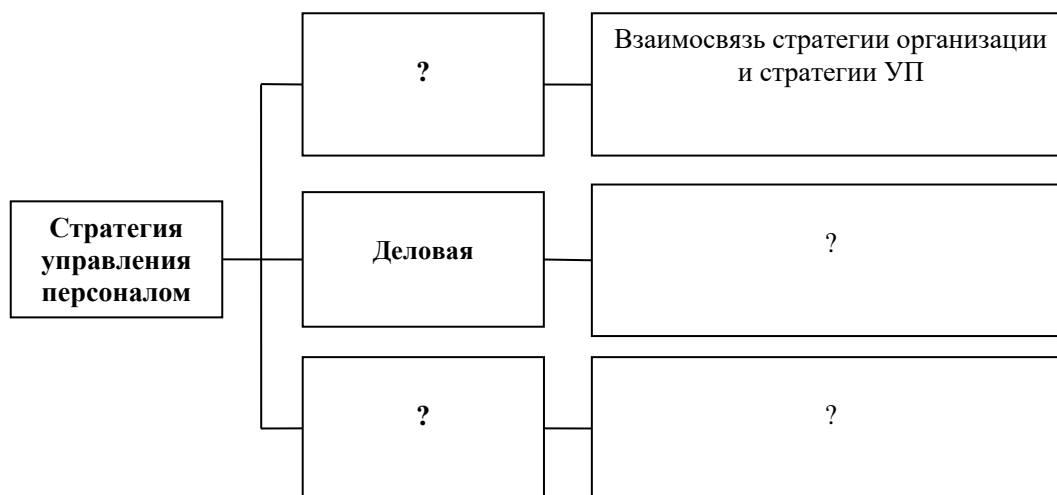 ?
Взаимосвязь стратегии организации
и стратегии УП
Стратегия
управления
персоналом
Деловая
?
?
?